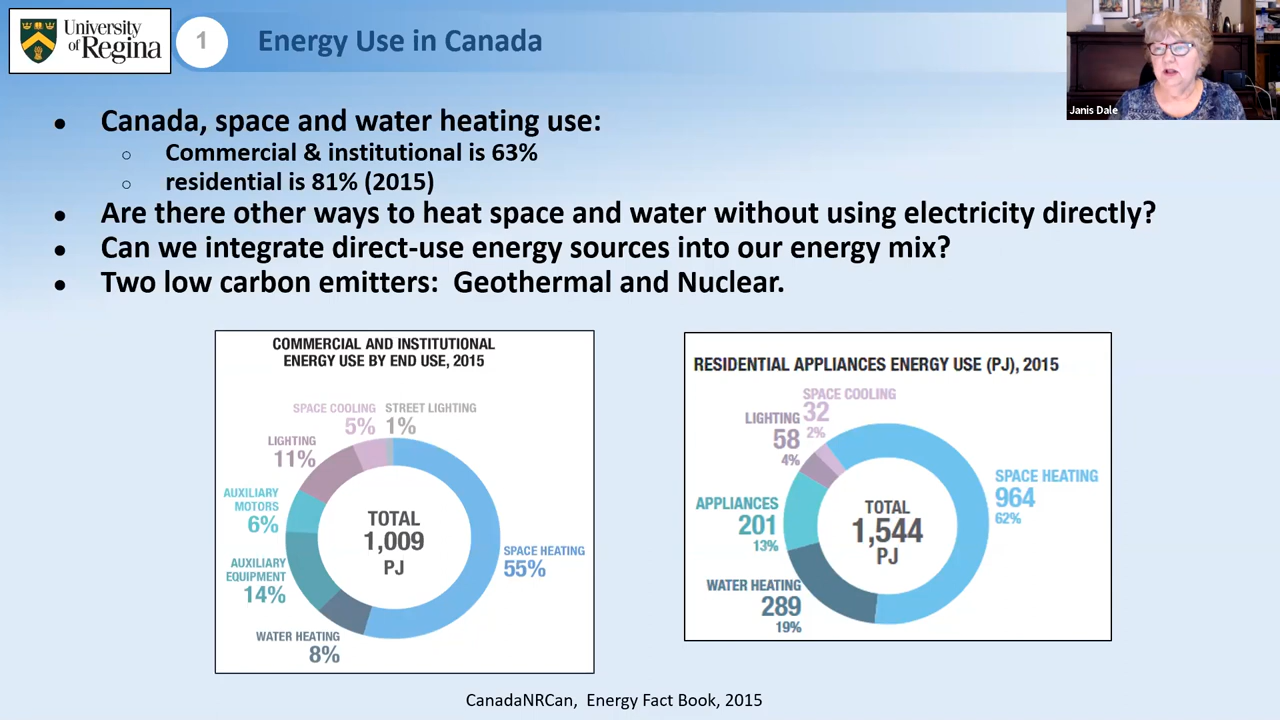 University
of Regina
1
Energy Use in Canada
Janis Dale
● Canada, space and water heating use:
○ Commercial & institutional is 63%
○ residential is 81% (2015)
● Are there other ways to heat space and water without using electricity directly?
● Can we integrate direct-use energy sources into our energy mix?
● Two low carbon emitters: Geothermal and Nuclear.
COMMERCIAL AND INSTITUTIONAL
ENERGY USE BY END USE, 2015
SPACE COOLING
5%
STREET LIGHTING
1%
LIGHTING
11%
AUXILIARY
MOTORS
6%
AUXILIARY
EQUIPMENT
14%
WATER HEATING
8%
SPACE HEATING
55%
TOTAL
1,009
PJ
RESIDENTIAL APPLIANCES ENERGY USE (PJ), 2015
SPACE COOLING
32
2%
LIGHTING
58
4%
APPLIANCES
201
13%
WATER HEATING
289
19%
SPACE HEATING
964
62%
TOTAL
1,544
PJ
CanadaNRCan, Energy Fact Book, 2015